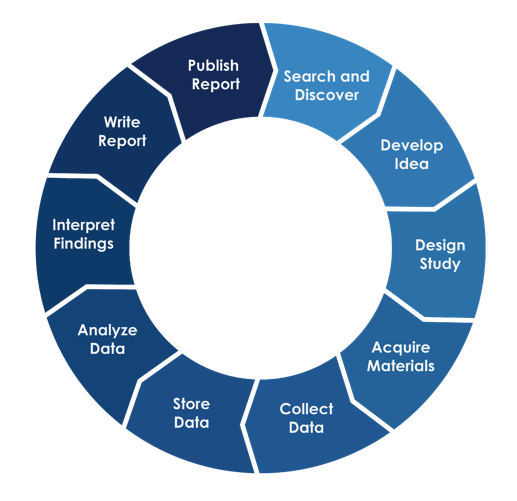 Search and
Discover
Develop
Idea
Design
Study
Acquire
Materials
Collect
Data
Store
Data
Analyze
Data
Interpret
Findings
Write
Report
Publish
Report